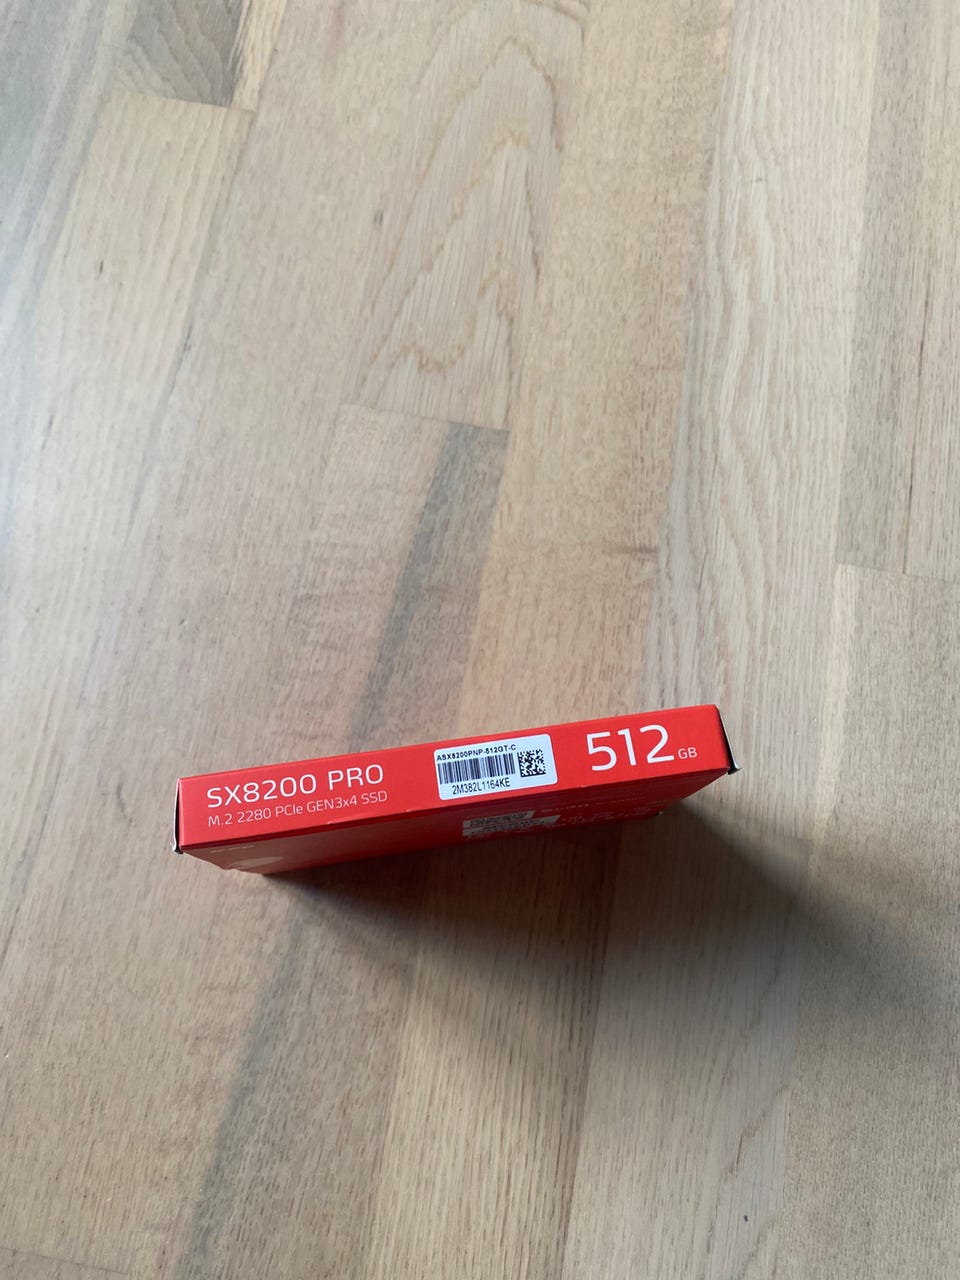 SX8200 PRO
M.2 2280 PCIe GEN3x4 SSD
ASX8200PNP-512GT-C
2M382L1164KE
512 GB